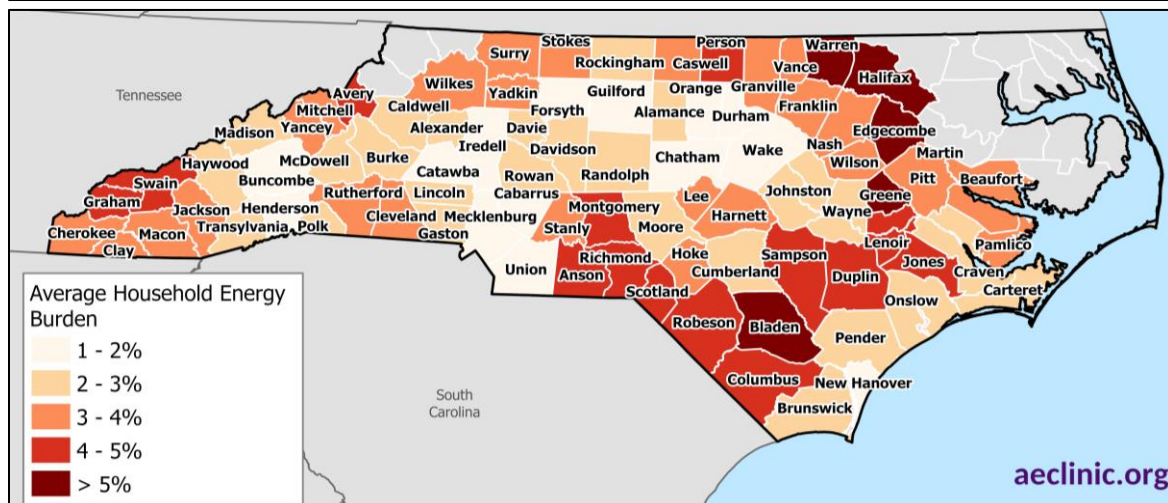 Tennessee
Surry
Stokes
Rockingham
Person
Caswell
Warren
Vance
Halifax
Granville
Wilkes
Yadkin
Forsyth
Guilford
Orange
Alamance
Durham
Franklin
Avery
Mitchell
Yancey
Caldwell
Alexander
Davie
Iredell
Davidson
Edgecombe
Madison
Haywood
McDowell
Burke
Catawba
Rowan
Randolph
Chatham
Wake
Nash
Wilson
Martin
Swain
Graham
Buncombe
Rutherford
Lincoln
Cabarrus
Lee
Johnston
Greene
Pitt
Beaufort
Jackson
Henderson
Cleveland
Mecklenburg
Montgomery
Harnett
Wayne
Cherokee
Macon
Transylvania
Polk
Gaston
Stanly
Moore
Lenoir
Pamlico
Clay
Union
Anson
Richmond
Hoke
Cumberland
Sampson
Duplin
Jones
Craven
Carteret
Scotland
Onslow
Robeson
Bladen
Pender
Columbus
New Hanover
Brunswick
South
Carolina
Average Household Energy
Burden
1 - 2%
2 - 3%
3 - 4%
4 - 5%
> 5%
aeclinic.org